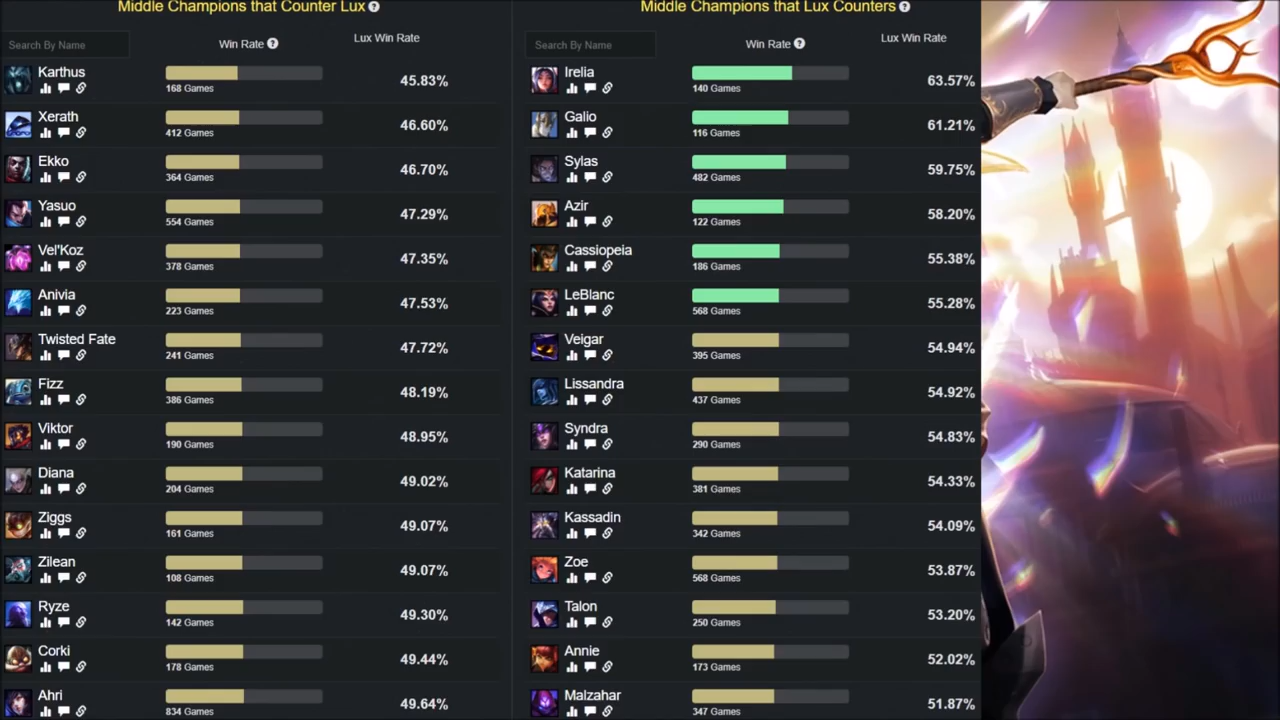 Middle Champions that Counter Lux ?
Search By Name
Win Rate ?
Lux Win Rate
Karthus
168 Games
45.83%
Xerath
412 Games
46.60%
Ekko
364 Games
46.70%
Yasuo
554 Games
47.29%
Vel'Koz
378 Games
47.35%
Anivia
223 Games
47.53%
Twisted Fate
241 Games
47.72%
Fizz
386 Games
48.19%
Viktor
190 Games
48.95%
Diana
204 Games
49.02%
Ziggs
161 Games
49.07%
Zilean
108 Games
49.07%
Ryze
142 Games
49.30%
Corki
178 Games
49.44%
Ahri
834 Games
49.64%
Middle Champions that Lux Counters ?
Search By Name
Win Rate ?
Lux Win Rate
Irelia
140 Games
63.57%
Galio
116 Games
61.21%
Sylas
482 Games
59.75%
Azir
122 Games
58.20%
Cassiopeia
186 Games
55.38%
LeBlanc
568 Games
55.28%
Veigar
395 Games
54.94%
Lissandra
437 Games
54.92%
Syndra
290 Games
54.83%
Katarina
381 Games
54.33%
Kassadin
342 Games
54.09%
Zoe
568 Games
53.87%
Talon
250 Games
53.20%
Annie
173 Games
52.02%
Malzahar
347 Games
51.87%